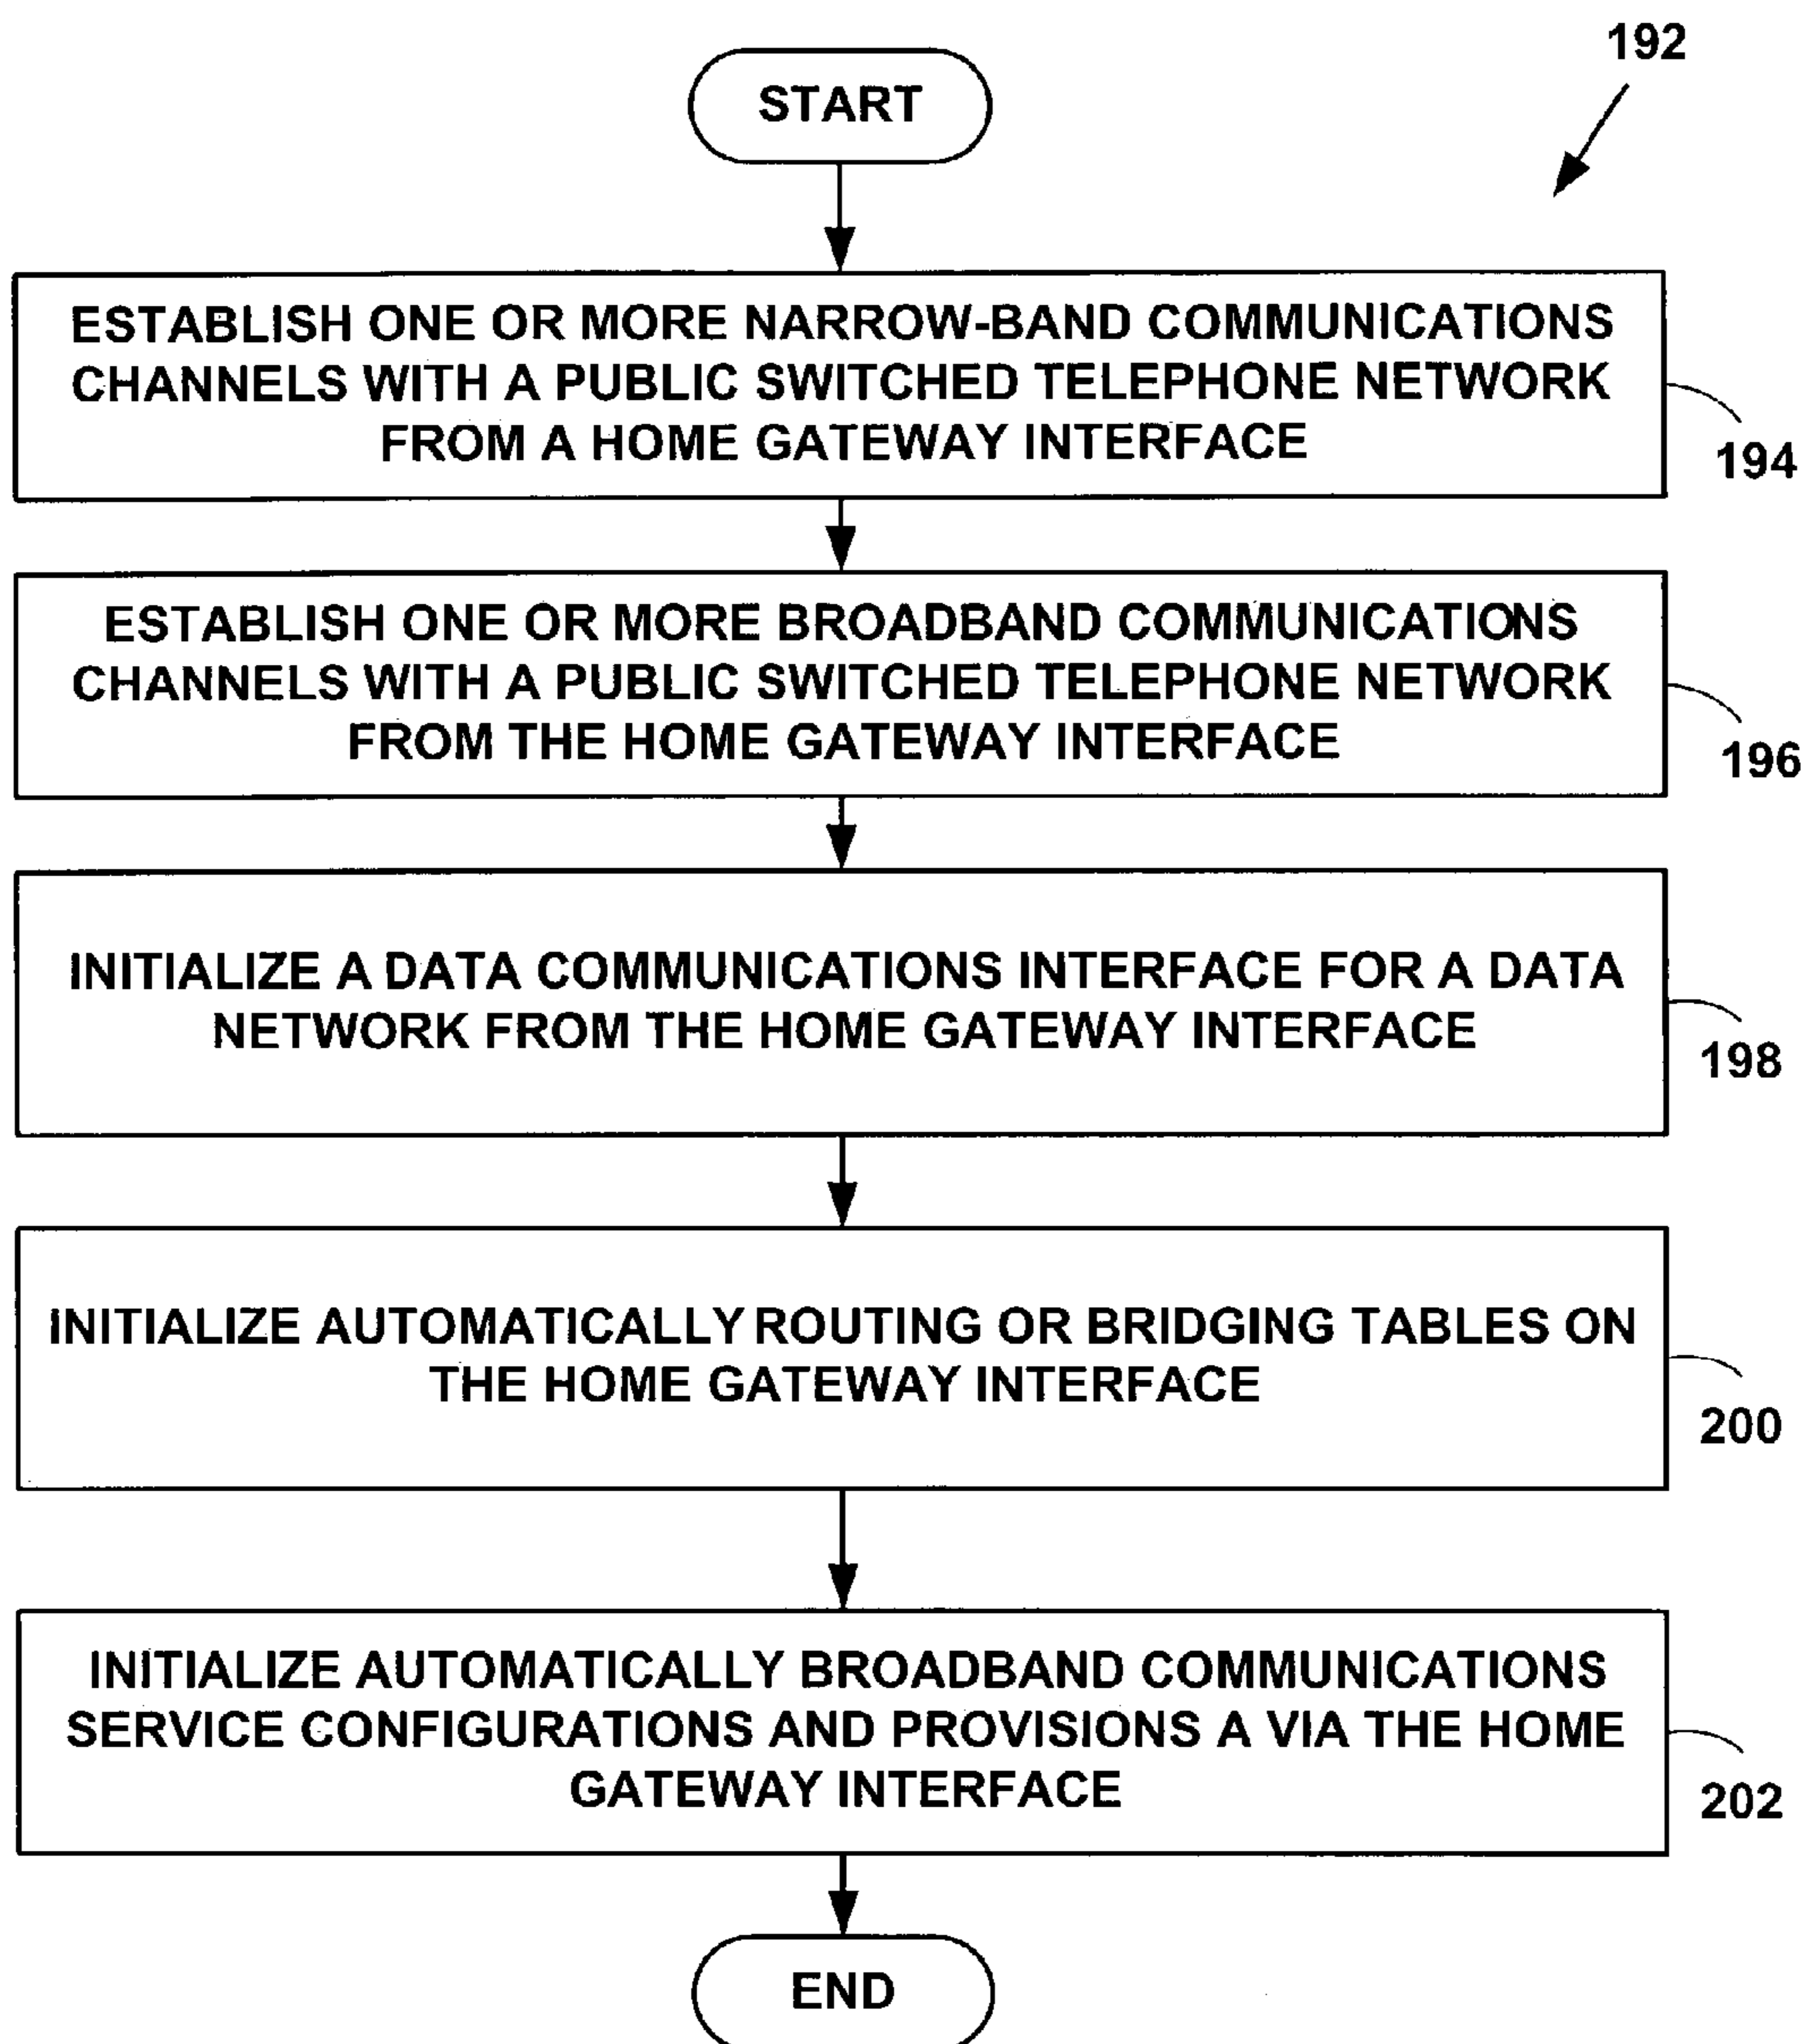 192
START
ESTABLISH ONE OR MORE NARROW-BAND COMMUNICATIONS
CHANNELS WITH A PUBLIC SWITCHED TELEPHONE NETWORK
FROM A HOME GATEWAY INTERFACE
194
ESTABLISH ONE OR MORE BROADBAND COMMUNICATIONS
CHANNELS WITH A PUBLIC SWITCHED TELEPHONE NETWORK
FROM THE HOME GATEWAY INTERFACE
196
INITIALIZE A DATA COMMUNICATIONS INTERFACE FOR A DATA
NETWORK FROM THE HOME GATEWAY INTERFACE
198
INITIALIZE AUTOMATICALLY ROUTING OR BRIDGING TABLES ON
THE HOME GATEWAY INTERFACE
200
INITIALIZE AUTOMATICALLY BROADBAND COMMUNICATIONS
SERVICE CONFIGURATIONS AND PROVISIONS A VIA THE HOME
GATEWAY INTERFACE
202
END